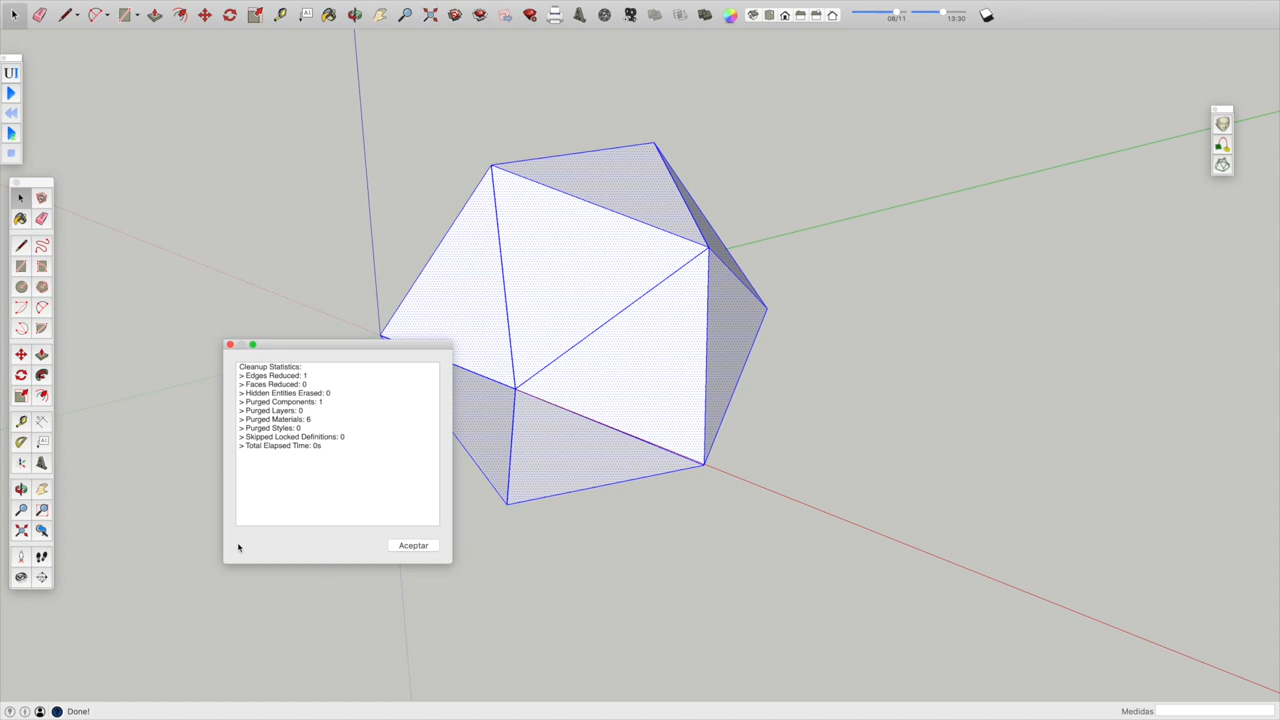 08/11
13:30
UI
Cleanup Statistics:
> Edges Reduced: 1
> Faces Reduced: 0
> Hidden Entities Erased: 0
> Purged Components: 1
> Purged Layers: 0
> Purged Materials: 6
> Purged Styles: 0
> Skipped Locked Definitions: 0
> Total Elapsed Time: 0s
Aceptar
Done!
Medidas